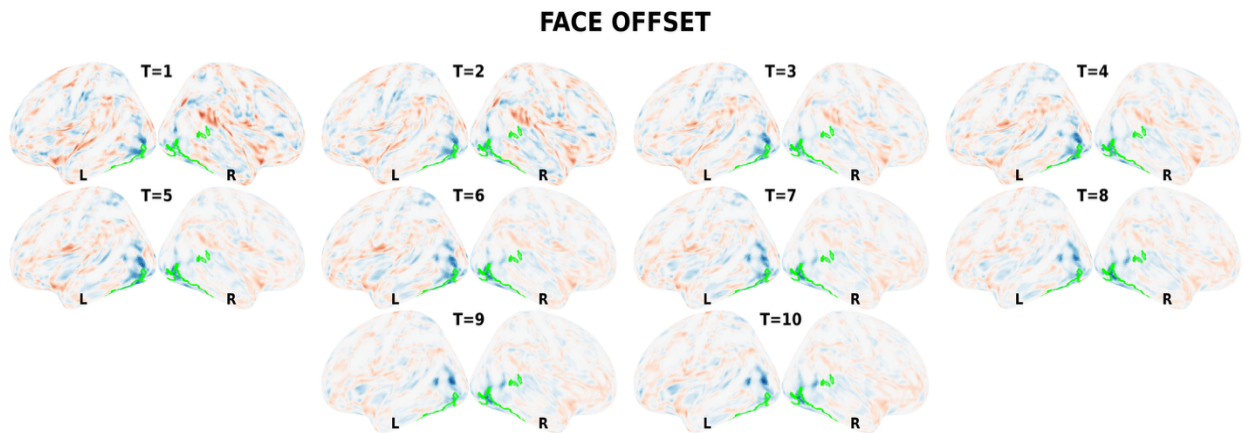 FACE OFFSET
T=1 T=2 T=3 T=4
L R L R L R L R
T=5 T=6 T=7 T=8
L R L R L R L R
T=9 T=10
L R L R